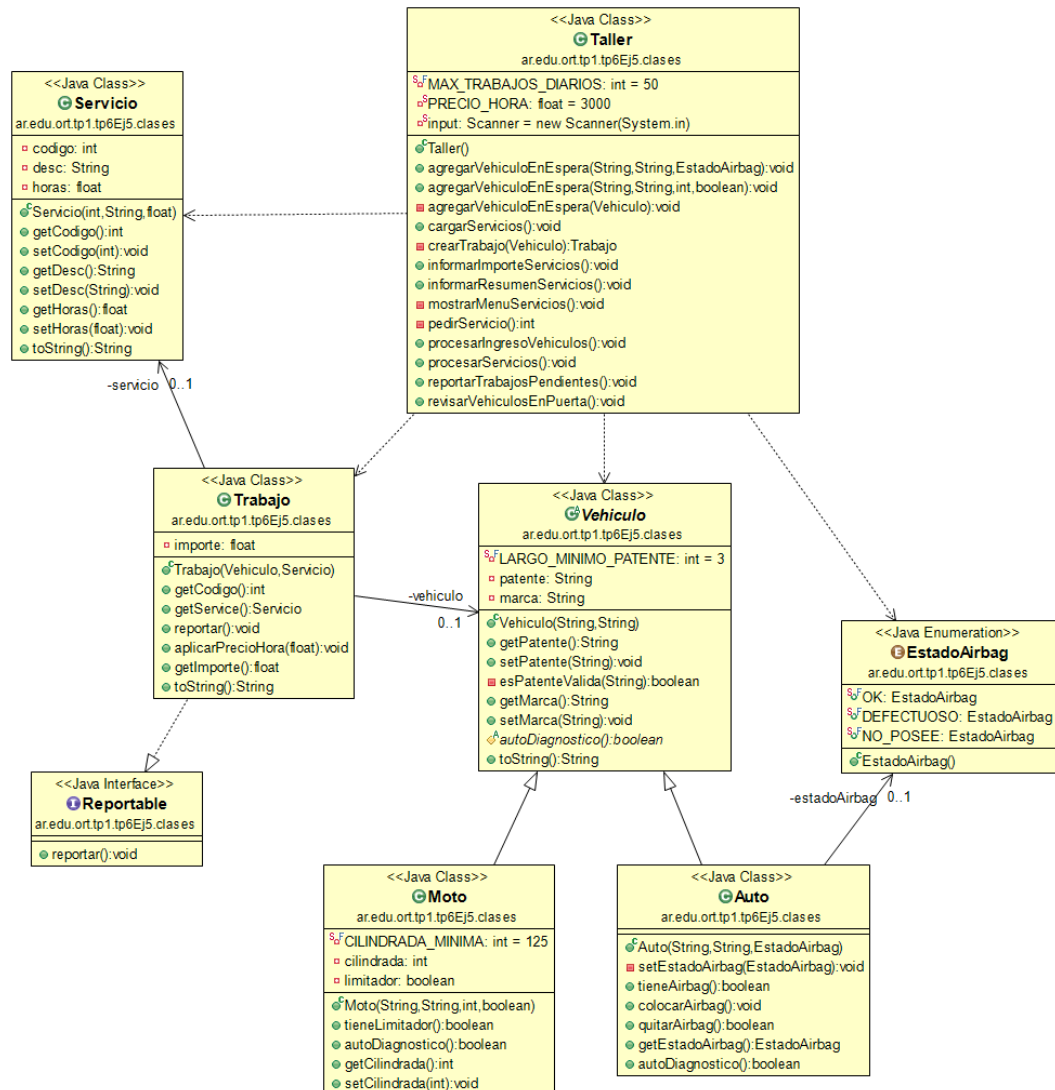 <<Java Class>>
Taller
ar.edu.ort.tp1.tp6Ej5.clases
MAX_TRABAJOS_DIARIOS: int = 50
PRECIO_HORA: float = 3000
input: Scanner = new Scanner(System.in)
Taller()
agregarVehiculoEnEspera(String,String,EstadoAirbag):void
agregarVehiculoEnEspera(String,String,int,boolean):void
agregarVehiculoEnEspera(Vehiculo):void
cargarServicios():void
crearTrabajo(Vehiculo):Trabajo
informarImporteServicios():void
informarResumenServicios():void
mostrarMenuServicios():void
pedirServicio():int
procesarIngresoVehiculos():void
procesarServicios():void
reportarTrabajosPendientes():void
revisarVehiculosEnPuerta():void
<<Java Class>>
Servicio
ar.edu.ort.tp1.tp6Ej5.clases
codigo: int
desc: String
horas: float
Servicio(int,String,float)
getCodigo():int
setCodigo(int):void
getDesc():String
setDesc(String):void
getHoras():float
setHoras(float):void
toString():String
-servicio 0..1
<<Java Class>>
Trabajo
ar.edu.ort.tp1.tp6Ej5.clases
importe: float
Trabajo(Vehiculo,Servicio)
getCodigo():int
getService():Servicio
reportar():void
aplicarPrecioHora(float):void
getImporte():float
toString():String
-vehiculo
0..1
<<Java Class>>
Vehiculo
ar.edu.ort.tp1.tp6Ej5.clases
LARGO_MINIMO_PATENTE: int = 3
patente: String
marca: String
Vehiculo(String,String)
getPatente():String
setPatente(String):void
esPatenteValida(String):boolean
getMarca():String
setMarca(String):void
autoDiagnostico():boolean
toString():String
<<Java Enumeration>>
EstadoAirbag
ar.edu.ort.tp1.tp6Ej5.clases
OK: EstadoAirbag
DEFECTUOSO: EstadoAirbag
NO_POSEE: EstadoAirbag
EstadoAirbag()
-estadoAirbag 0..1
<<Java Interface>>
Reportable
ar.edu.ort.tp1.tp6Ej5.clases
reportar():void
<<Java Class>>
Moto
ar.edu.ort.tp1.tp6Ej5.clases
CILINDRADA_MINIMA: int = 125
cilindrada: int
limitador: boolean
Moto(String,String,int,boolean)
tieneLimitador():boolean
autoDiagnostico():boolean
getCilindrada():int
setCilindrada(int):void
<<Java Class>>
Auto
ar.edu.ort.tp1.tp6Ej5.clases
Auto(String,String,EstadoAirbag)
setEstadoAirbag(EstadoAirbag):void
tieneAirbag():boolean
colocarAirbag():void
quitarAirbag():boolean
getEstadoAirbag():EstadoAirbag
autoDiagnostico():boolean